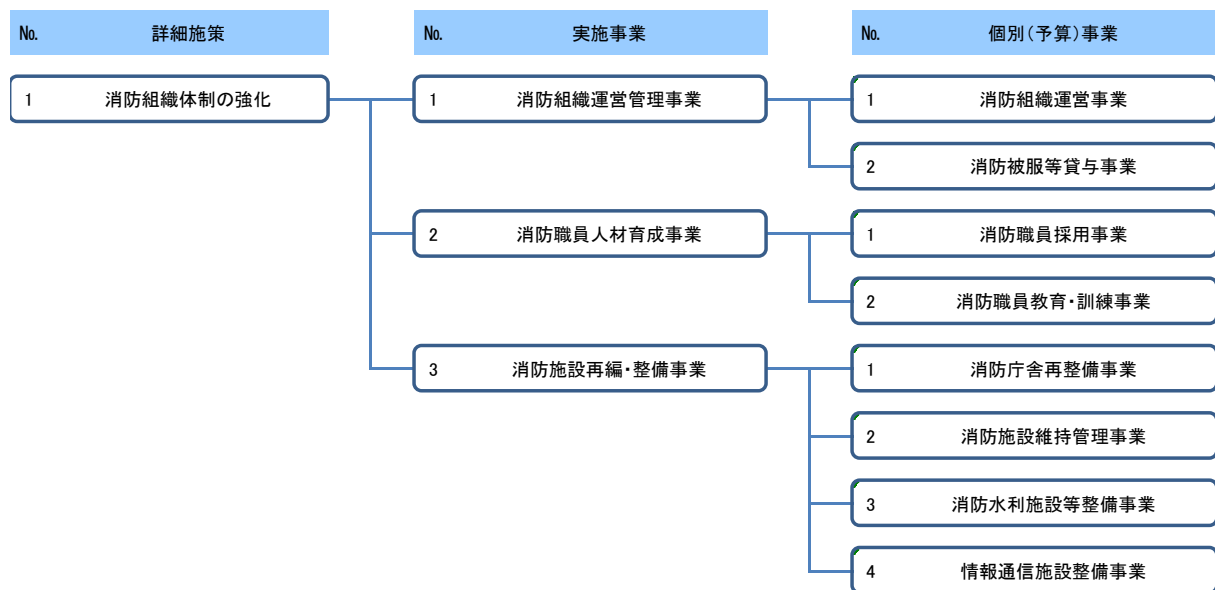 No. 詳細施策 No. 実施事業 No. 個別(予算)事業
1 消防組織体制の強化 1 消防組織運営管理事業 1 消防組織運営事業
2 消防被服等貸与事業
2 消防職員人材育成事業 1 消防職員採用事業
2 消防職員教育・訓練事業
3 消防施設再編・整備事業 1 消防庁舎再整備事業
2 消防施設維持管理事業
3 消防水利施設等整備事業
4 情報通信施設整備事業